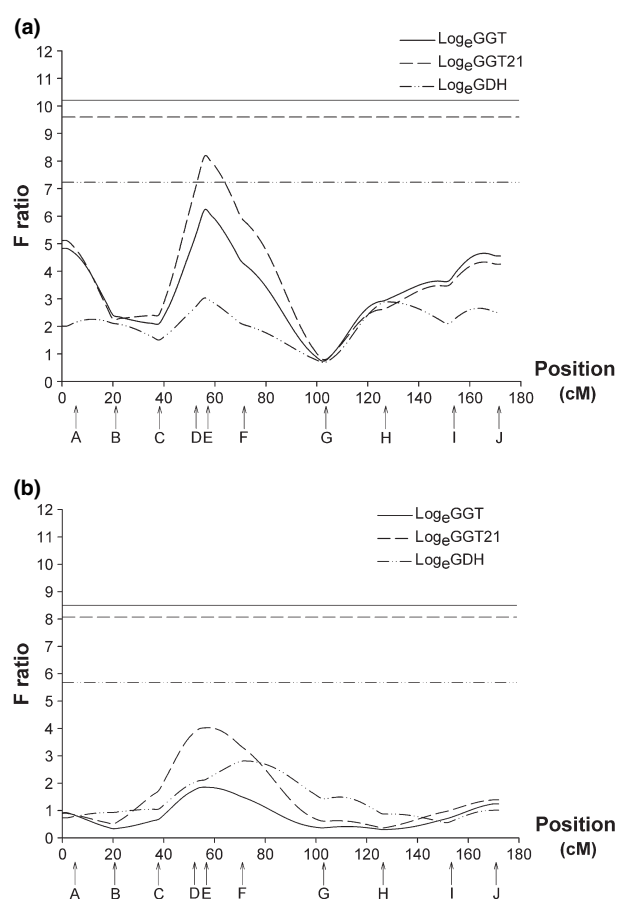 (a)
LogeGGT
LogeGGT21
LogeGDH
12
11
10
9
8
7
6
5
4
3
2
1
0
F ratio
0 20 40 60 80 100 120 140 160 180
Position
(cM)
A B C D E F G H I J
(b)
LogeGGT
LogeGGT21
LogeGDH
12
11
10
9
8
7
6
5
4
3
2
1
0
F ratio
0 20 40 60 80 100 120 140 160 180
Position
(cM)
A B C D E F G H I J